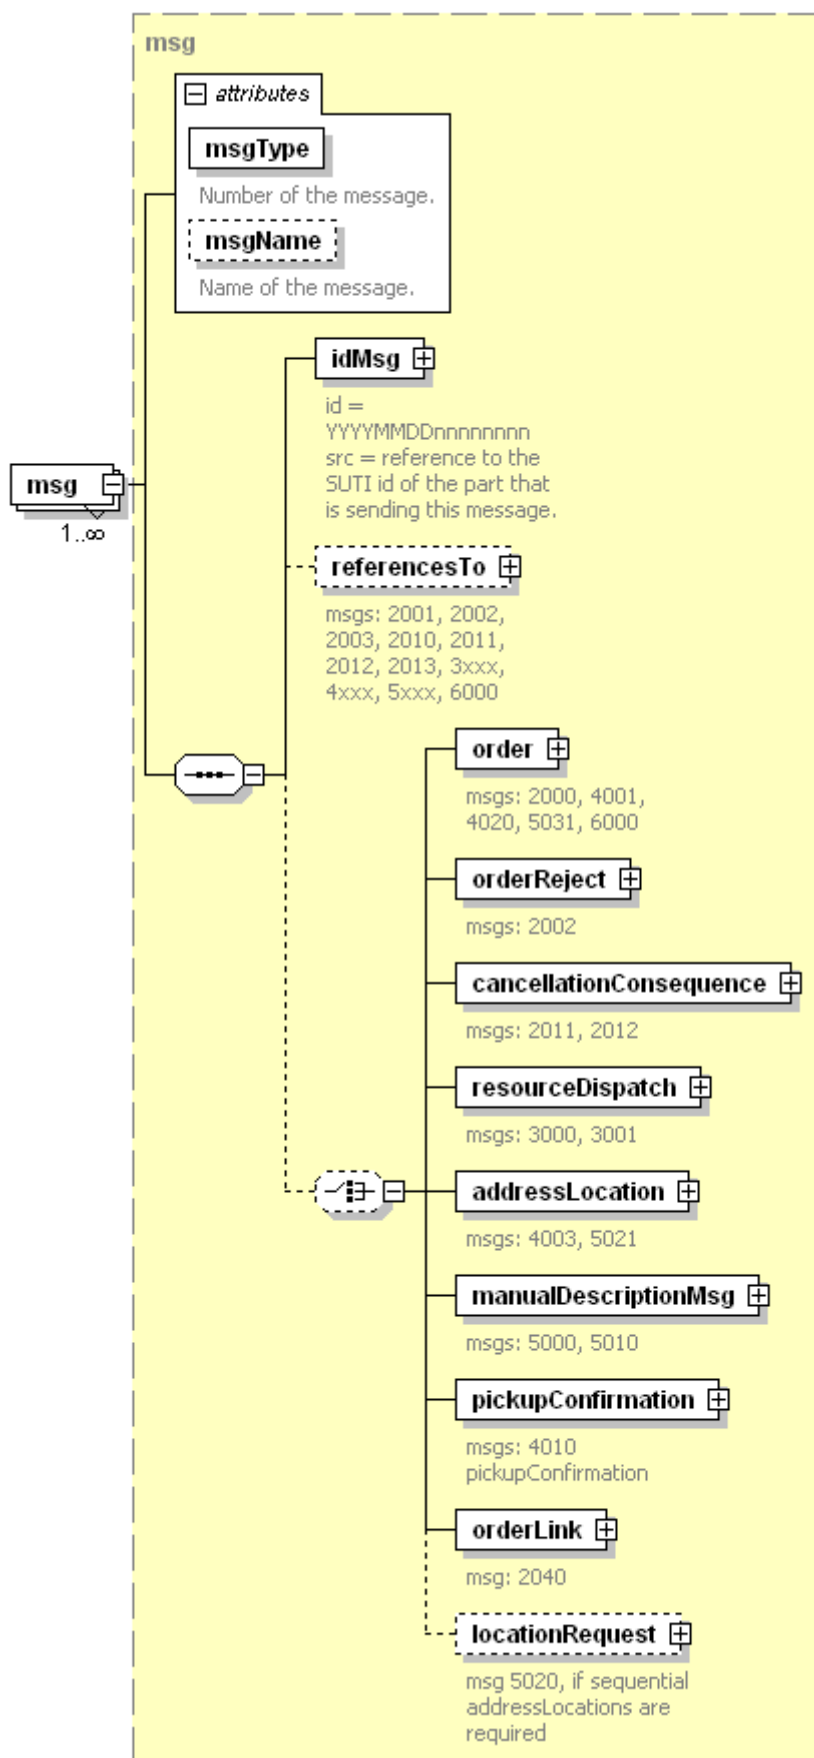 msg
attributes
msgType
Number of the message.
msgName
Name of the message.
idMsg
id =
YYYYMMDDnnnnnnnn
src = reference to the
SUTI id of the part that
is sending this message.
msg
1..∞
referencesTo
msgs: 2001, 2002,
2003, 2010, 2011,
2012, 2013, 3xxx,
4xxx, 5xxx, 6000
order
msgs: 2000, 4001,
4020, 5031, 6000
orderReject
msgs: 2002
cancellationConsequence
msgs: 2011, 2012
resourceDispatch
msgs: 3000, 3001
addressLocation
msgs: 4003, 5021
manualDescriptionMsg
msgs: 5000, 5010
pickupConfirmation
msgs: 4010
pickupConfirmation
orderLink
msg: 2040
locationRequest
msg 5020, if sequential
addressLocations are
required